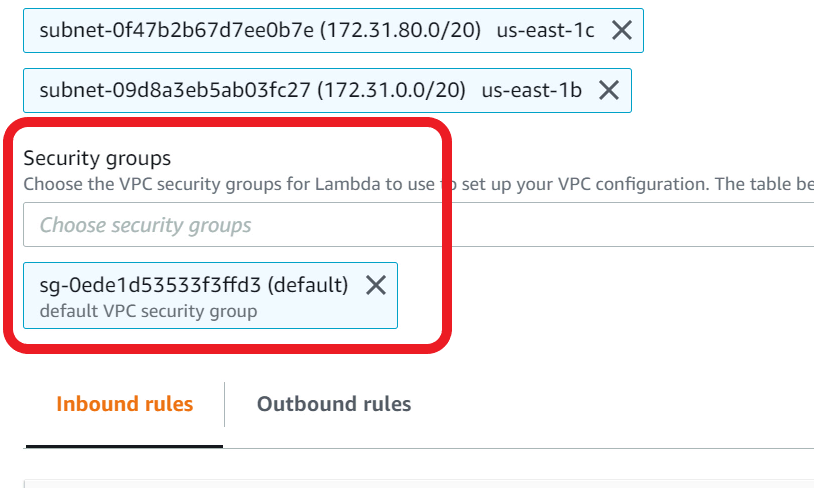 subnet-0f47b2b67d7ee0b7e (172.31.80.0/20) us-east-1c
subnet-09d8a3eb5ab03fc27 (172.31.0.0/20) us-east-1b
Security groups
Choose the VPC security groups for Lambda to use to set up your VPC configuration. The table be
Choose security groups
sg-0ede1d53533f3ffd3 (default)
default VPC security group
Inbound rules Outbound rules